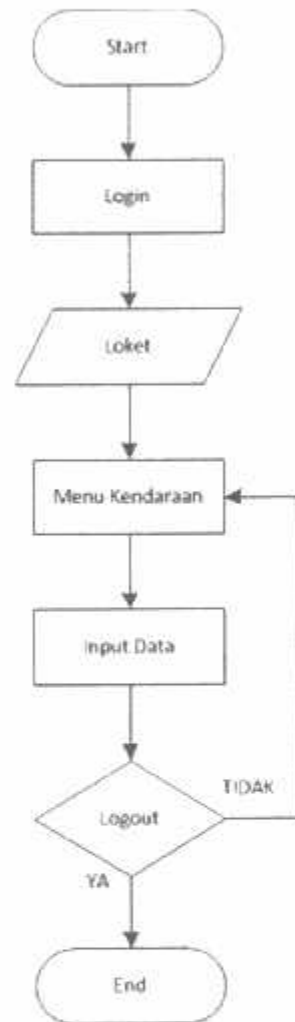 Start
Login
Loket
Menu Kendaraan
Input Data
Logout
TIDAK
YA
End